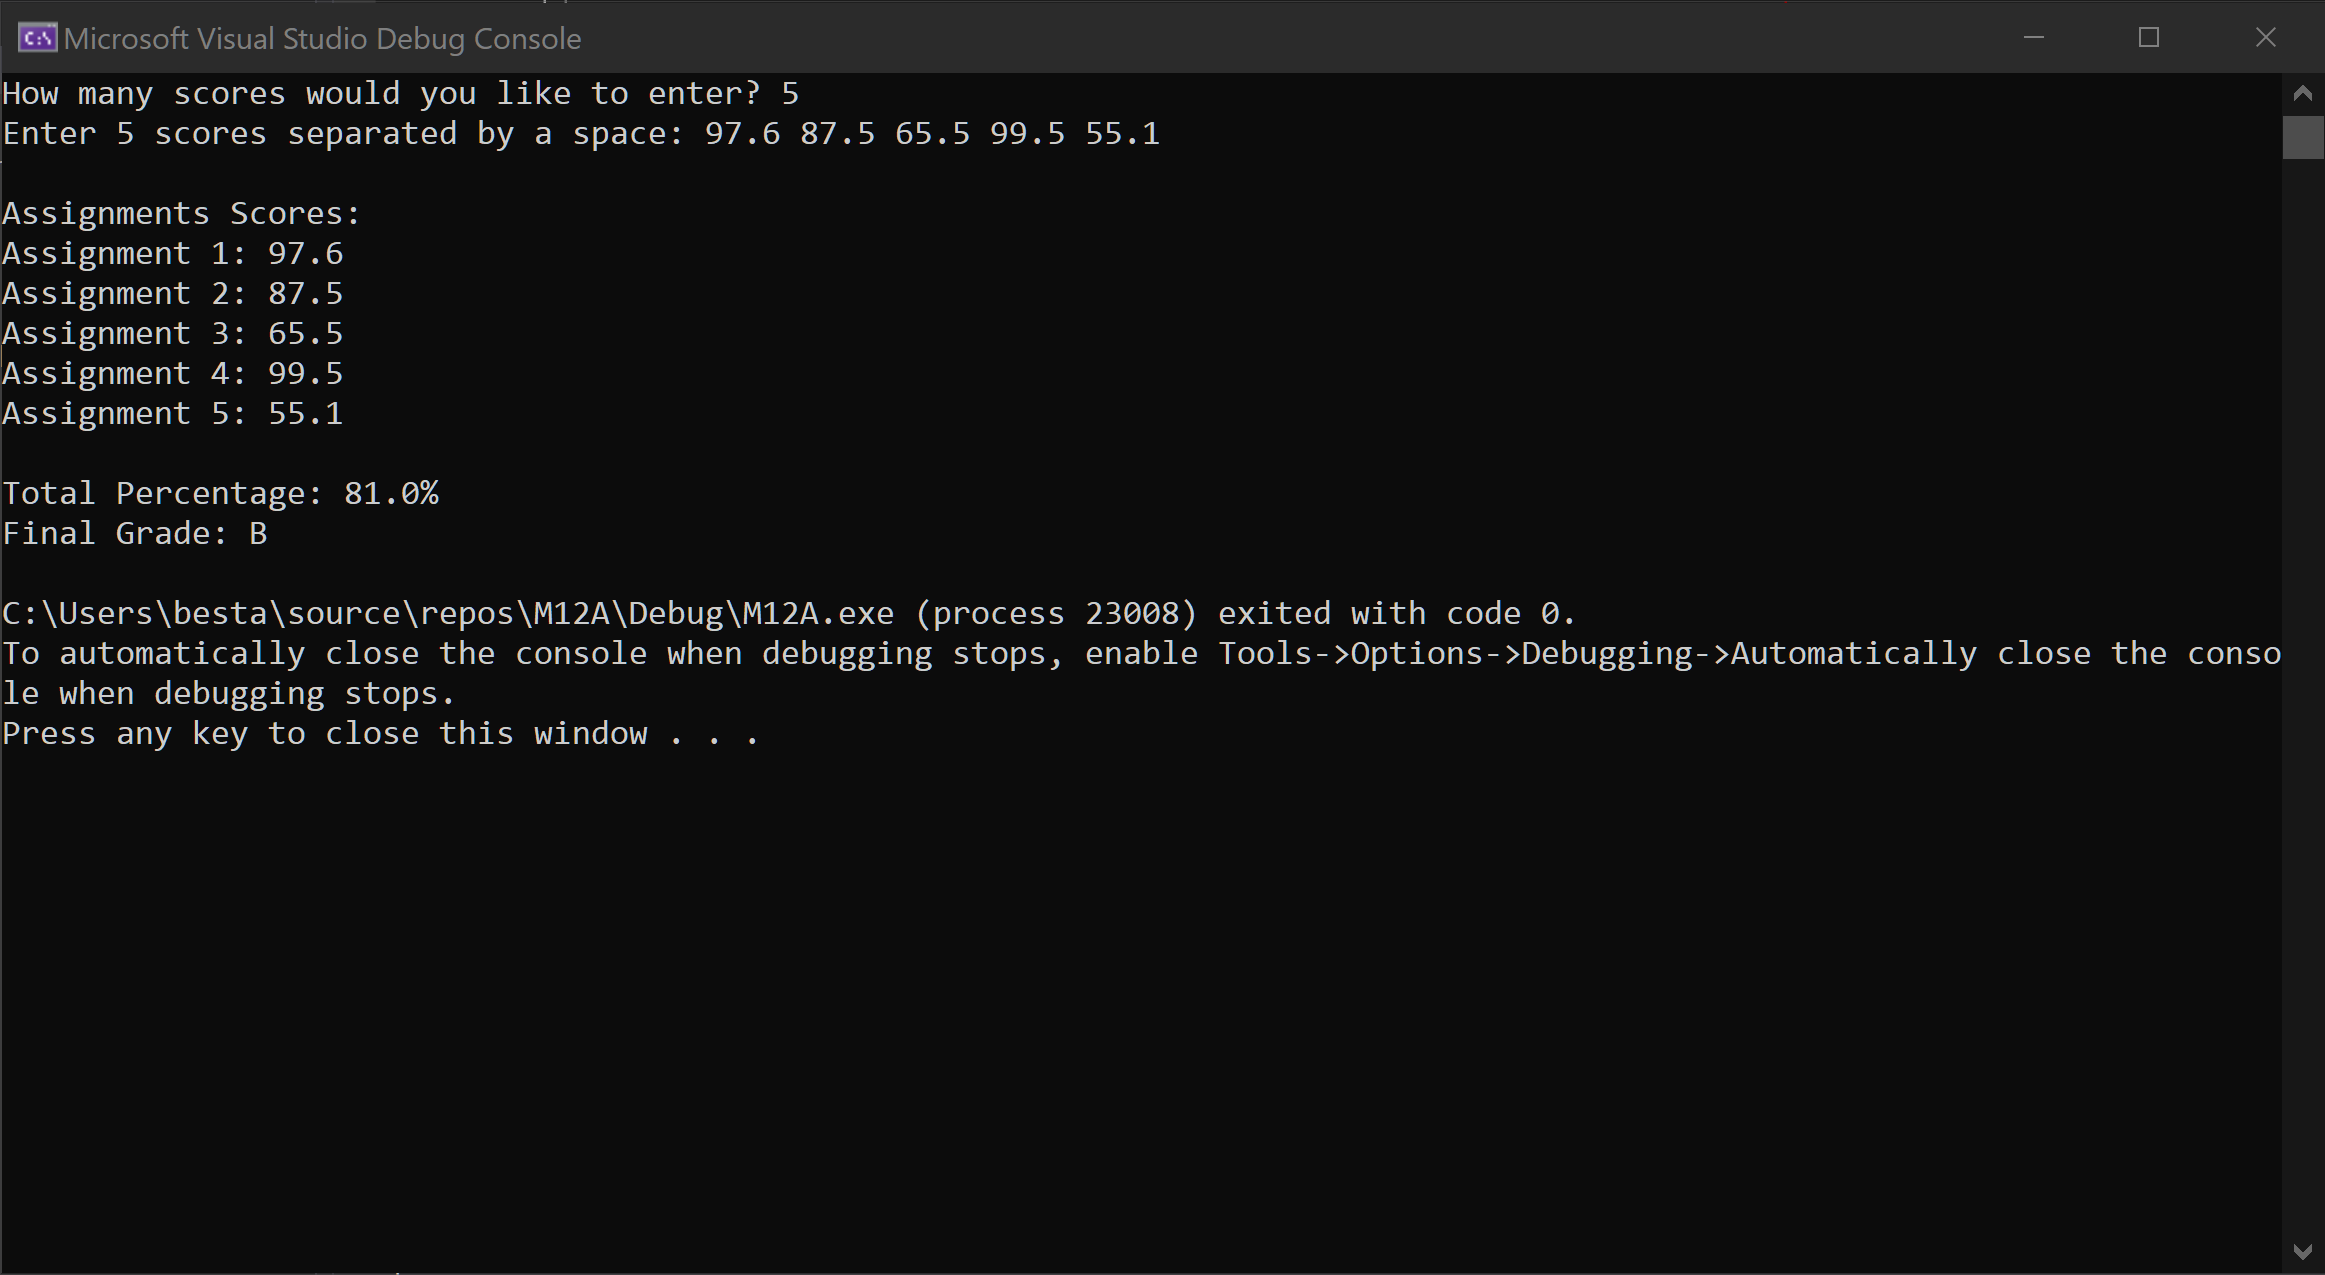 Microsoft Visual Studio Debug Console
How many scores would you like to enter? 5
Enter 5 scores separated by a space: 97.6 87.5 65.5 99.5 55.1
Assignments Scores:
Assignment 1: 97.6
Assignment 2: 87.5
Assignment 3: 65.5
Assignment 4: 99.5
Assignment 5: 55.1
Total Percentage: 81.0%
Final Grade: B
C:\Users\besta\source\repos\M12A\Debug\M12A.exe (process 23008) exited with code 0.
To automatically close the console when debugging stops, enable Tools->Options->Debugging->Automatically close the conso
le when debugging stops.
Press any key to close this window . . .